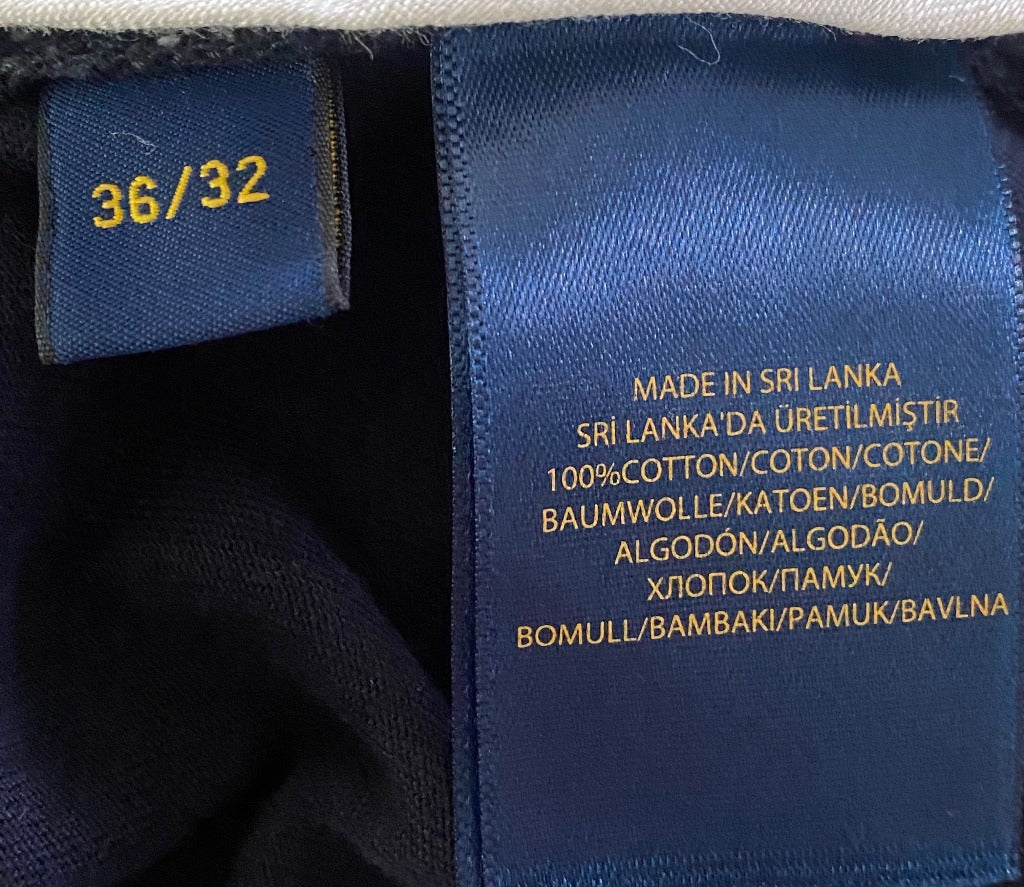 36/32
MADE IN SRI LANKA
SRİ LANKA'DA ÜRETİLMİŞTİR
100%COTTON/COTON/COTONE/
BAUMWOLLE/KATOEN/BOMULD/
ALGODÓN/ALGODÃO/
ХЛОПОК/ПАМУК/
BOMULL/BAMBAKI/PAMUK/BAVLNA